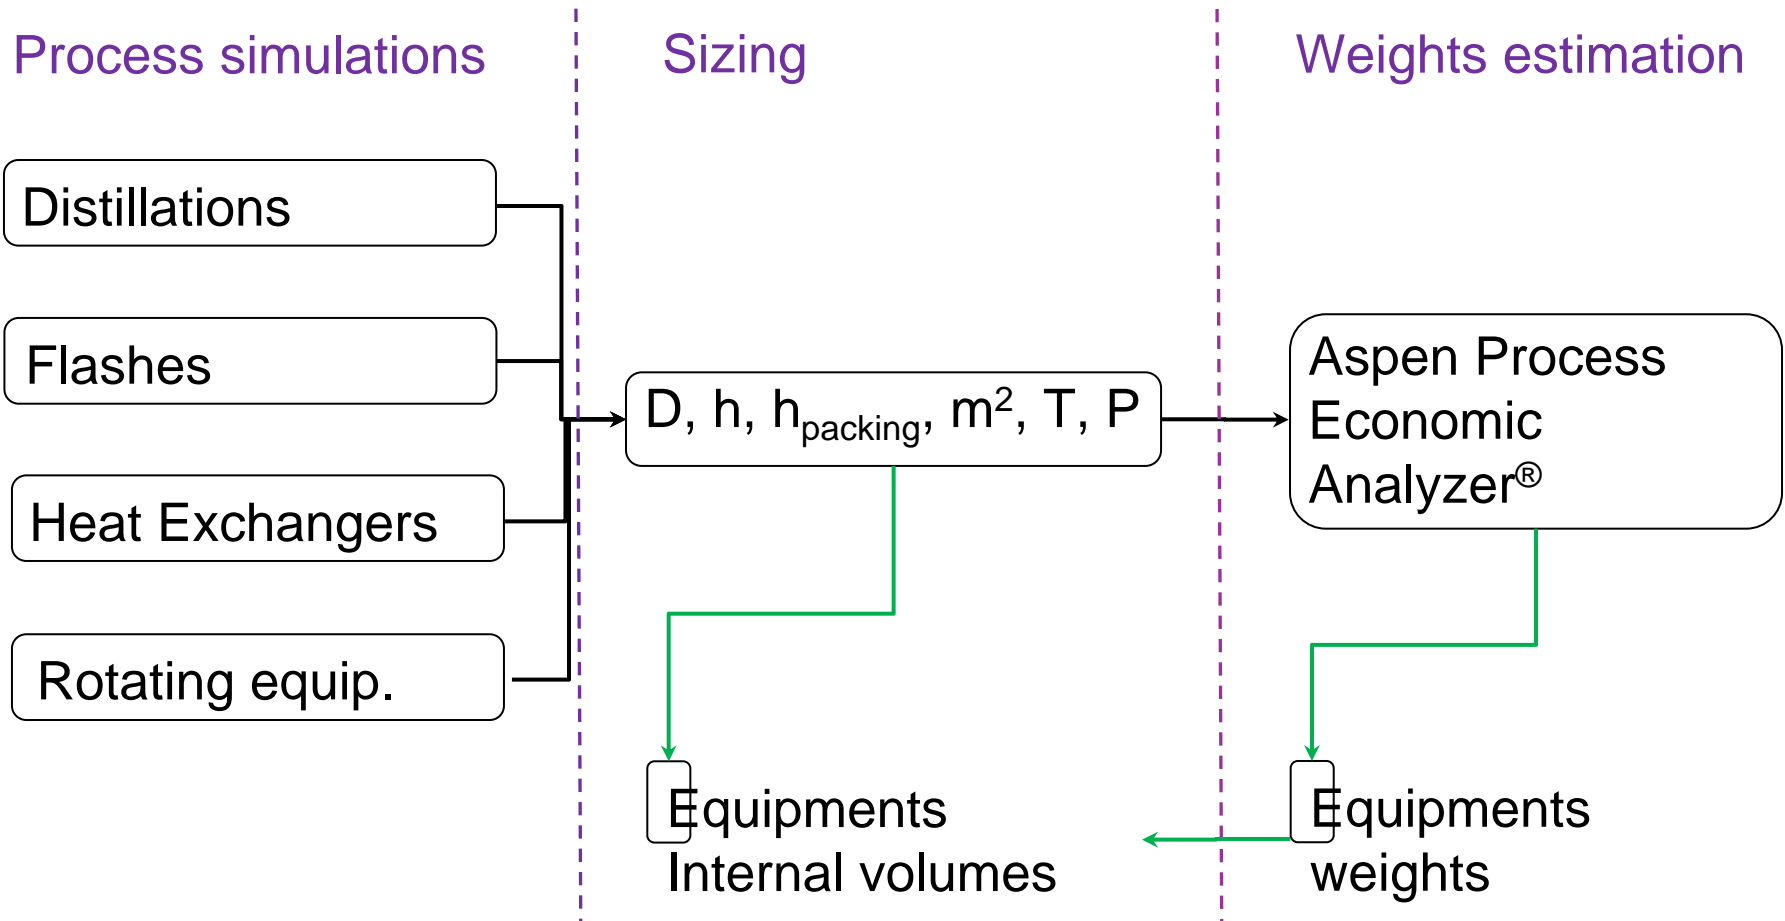 Process simulations
Sizing
Weights estimation
Distillations
Flashes
Heat Exchangers
Rotating equip.
D, h, hpacking, m², T, P
Aspen Process
Economic
Analyzer®
Equipments
Internal volumes
Equipments
weights